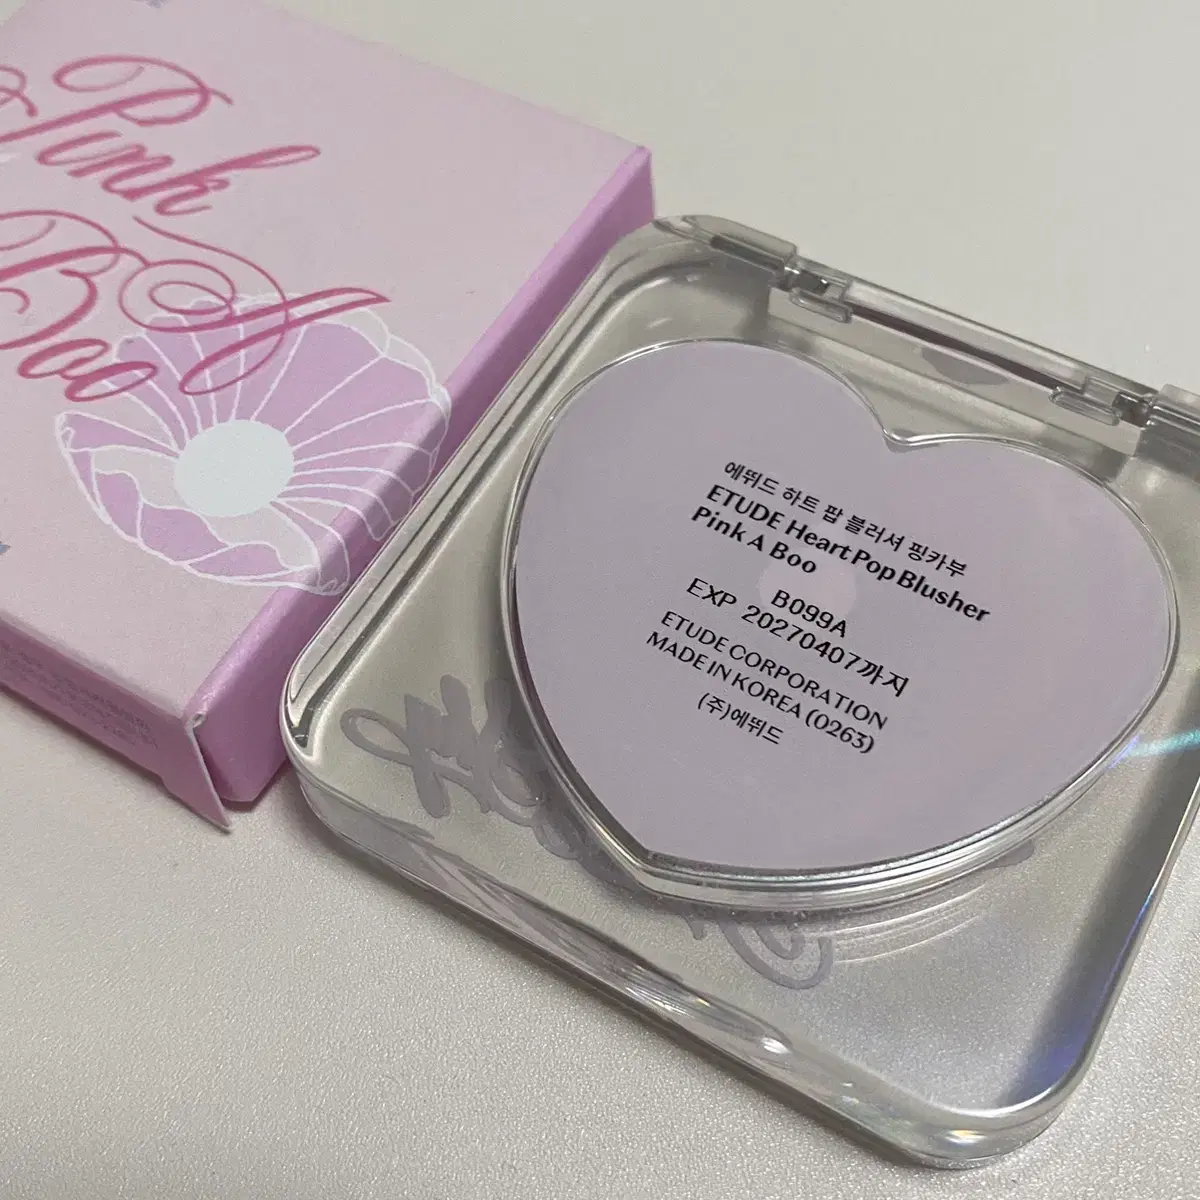 Pink
A
Boo
에뛰드 하트 팝 블러셔 핑카부
ETUDE Heart Pop Blusher
Pink A Boo
B099A
EXP 20270407까지
ETUDE CORPORATION
MADE IN KOREA (0263)
(주)에뛰드